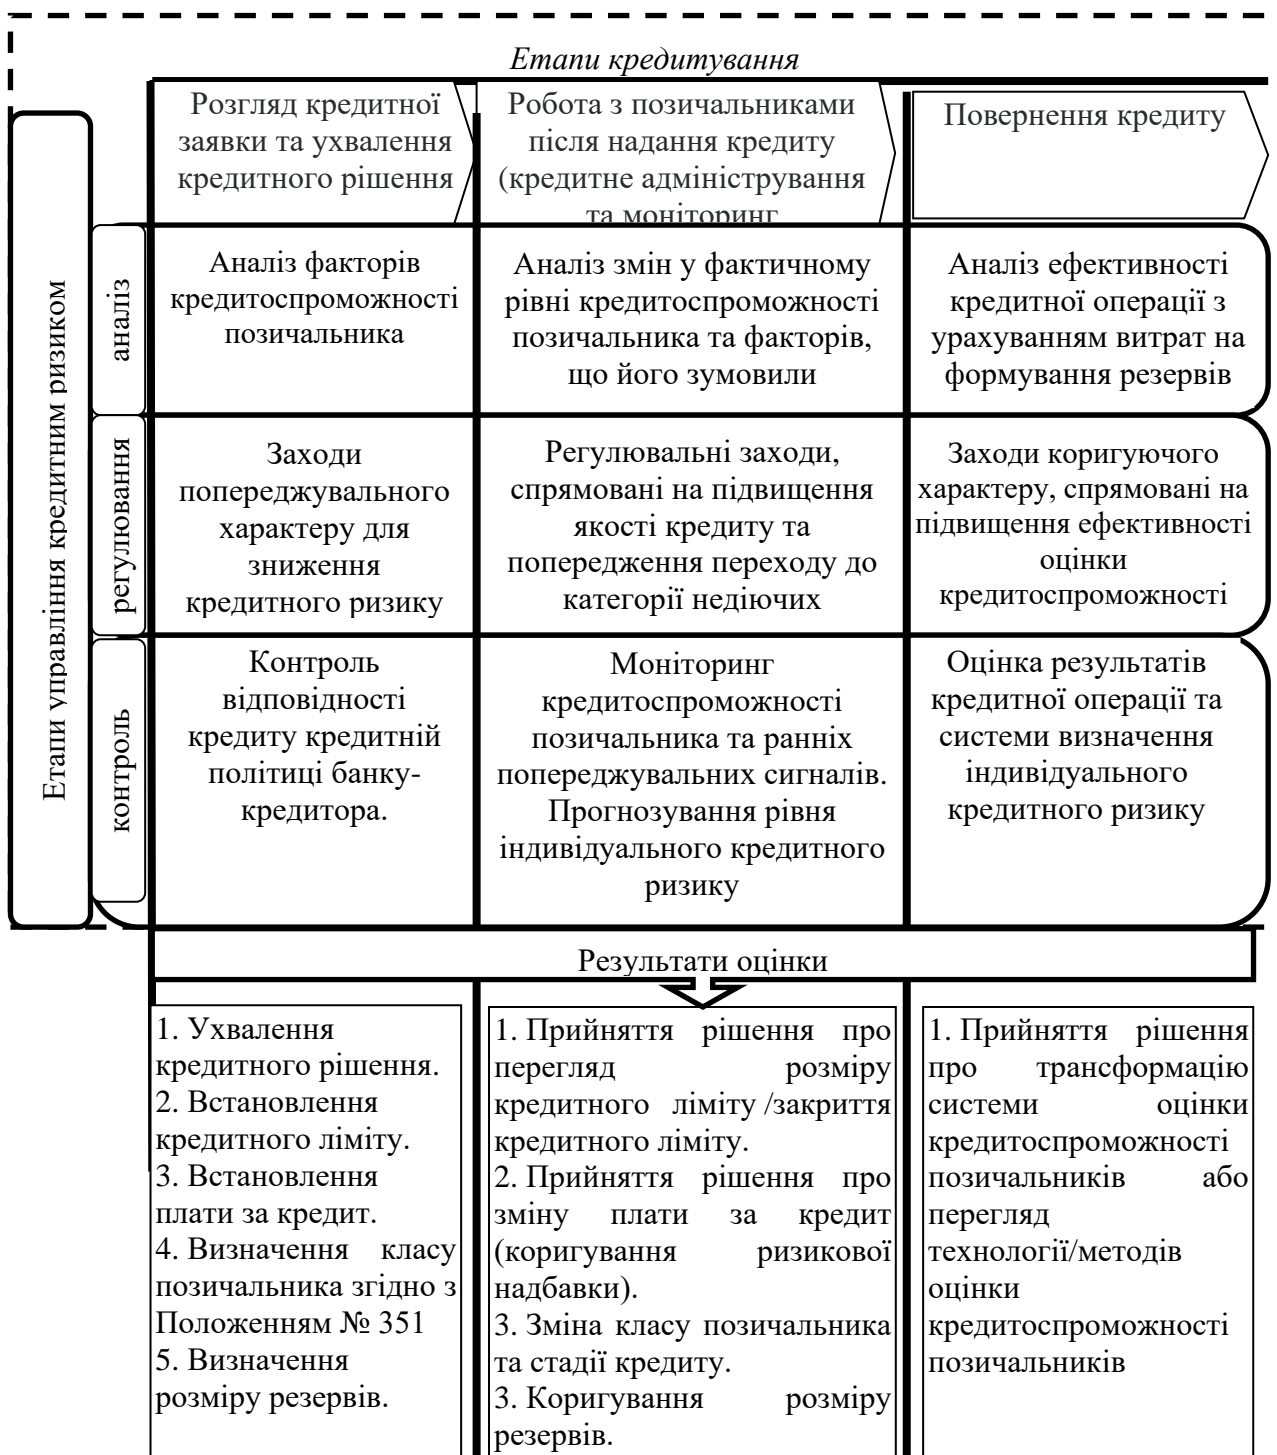 Етапи кредитування
Розгляд кредитної
заявки та ухвалення
кредитного рішення
Робота з позичальниками
після надання кредиту
(кредитне адміністрування
та моніторинг
Повернення кредиту
Етапи управління кредитним ризиком
аналіз
Аналіз факторів
кредитоспроможності
позичальника
Аналіз змін у фактичному
рівні кредитоспроможності
позичальника та факторів,
що його зумовили
Аналіз ефективності
кредитної операції з
урахуванням витрат на
формування резервів
регулювання
Заходи
попереджувального
характеру для
зниження
кредитного ризику
Регулювальні заходи,
спрямовані на підвищення
якості кредиту та
попередження переходу до
категорії недіючих
Заходи коригуючого
характеру, спрямовані на
підвищення ефективності
оцінки
кредитоспроможності
контроль
Контроль
відповідності
кредиту кредитній
політиці банку-
кредитора.
Моніторинг
кредитоспроможності
позичальника та ранніх
попереджувальних сигналів.
Прогнозування рівня
індивідуального кредитного
ризику
Оцінка результатів
кредитної операції та
системи визначення
індивідуального
кредитного ризику
Результати оцінки
1. Ухвалення
кредитного рішення.
2. Встановлення
кредитного ліміту.
3. Встановлення
плати за кредит.
4. Визначення класу
позичальника згідно з
Положенням № 351
5. Визначення
розміру резервів.
1. Прийняття рішення про
перегляд розміру
кредитного ліміту /закриття
кредитного ліміту.
2. Прийняття рішення про
зміну плати за кредит
(коригування ризикової
надбавки).
3. Зміна класу позичальника
та стадії кредиту.
3. Коригування розміру
резервів.
1. Прийняття рішення
про трансформацію
системи оцінки
кредитоспроможності
позичальників або
перегляд
технології/методів
оцінки
кредитоспроможності
позичальників